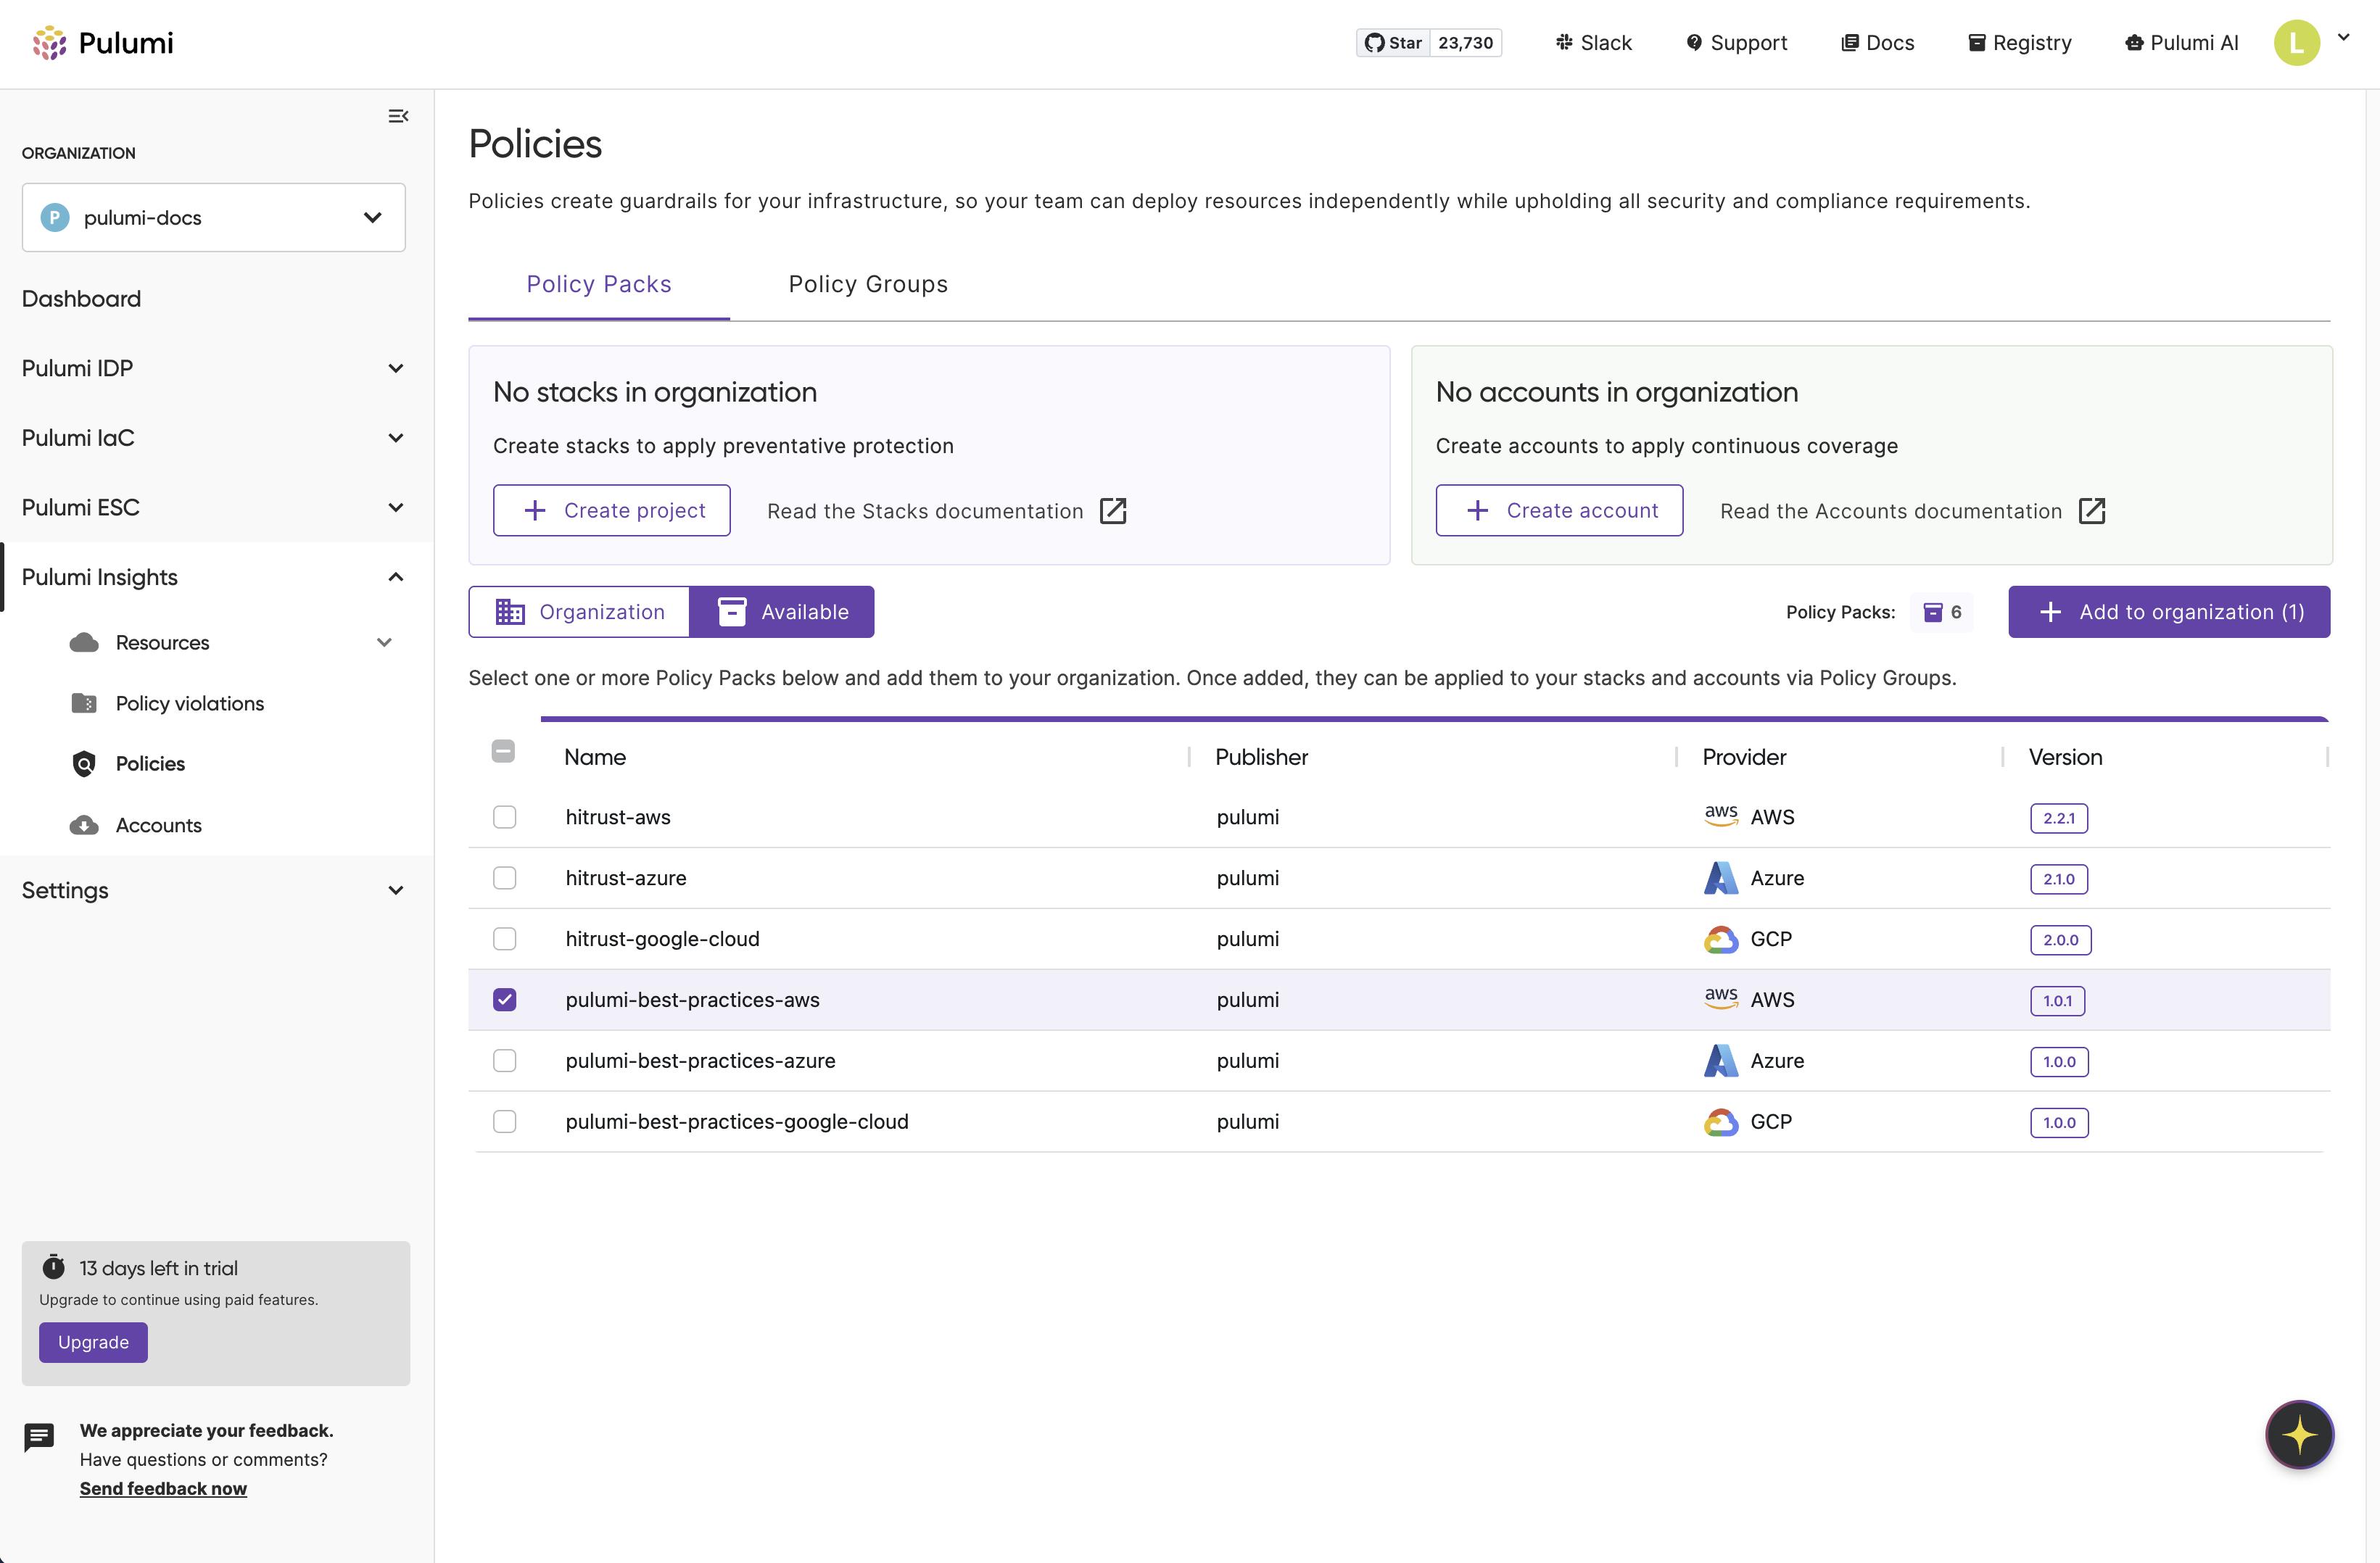 Pulumi
Star 23,730
Slack
Support
Docs
Registry
Pulumi AI
L
ORGANIZATION
P pulumi-docs
Dashboard
Pulumi IDP
Pulumi IaC
Pulumi ESC
Pulumi Insights
Resources
Policy violations
Policies
Accounts
Settings
13 days left in trial
Upgrade to continue using paid features.
Upgrade
We appreciate your feedback.
Have questions or comments?
Send feedback now
Policies
Policies create guardrails for your infrastructure, so your team can deploy resources independently while upholding all security and compliance requirements.
Policy Packs
Policy Groups
No stacks in organization
Create stacks to apply preventative protection
Create project
Read the Stacks documentation
No accounts in organization
Create accounts to apply continuous coverage
Create account
Read the Accounts documentation
Organization
Available
Policy Packs: 6
Add to organization (1)
Select one or more Policy Packs below and add them to your organization. Once added, they can be applied to your stacks and accounts via Policy Groups.
Name Publisher Provider Version
hitrust-aws pulumi aws AWS 2.2.1
hitrust-azure pulumi Azure 2.1.0
hitrust-google-cloud pulumi GCP 2.0.0
pulumi-best-practices-aws pulumi aws AWS 1.0.1
pulumi-best-practices-azure pulumi Azure 1.0.0
pulumi-best-practices-google-cloud pulumi GCP 1.0.0